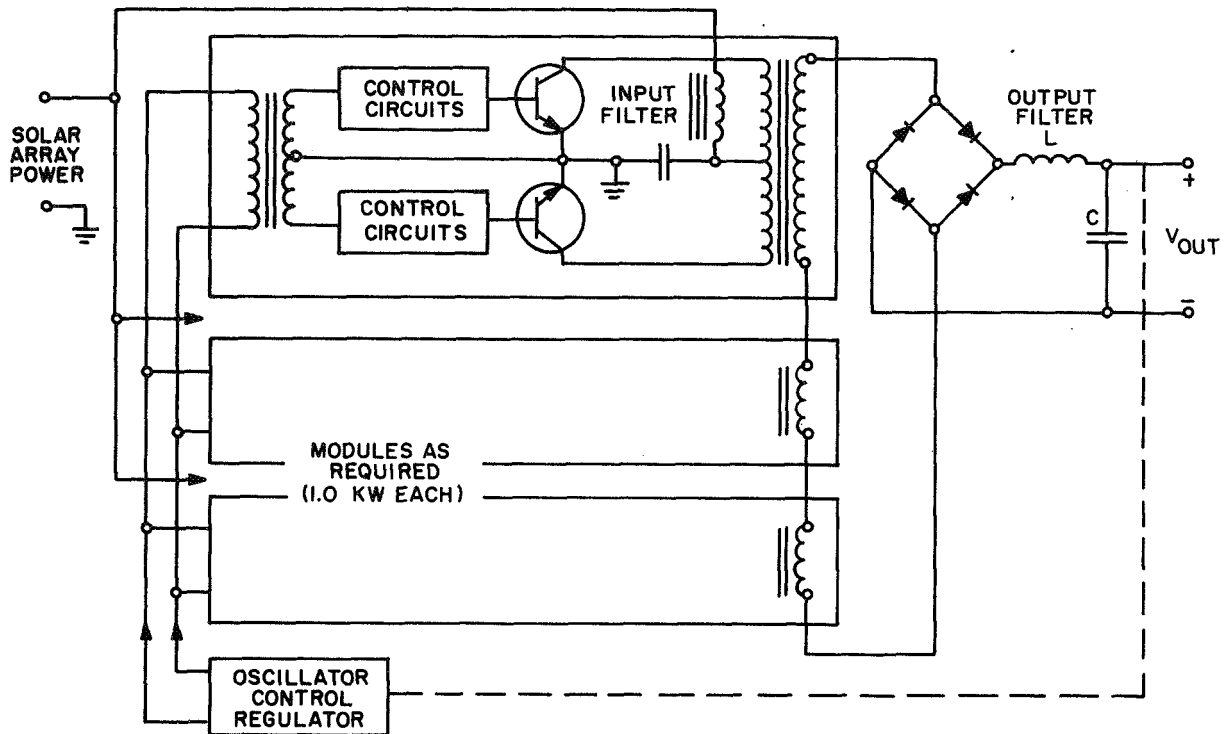 SOLAR
ARRAY
POWER
CONTROL
CIRCUITS
CONTROL
CIRCUITS
INPUT
FILTER
OUTPUT
FILTER
L
C
+
V OUT
–
MODULES AS
REQUIRED
(1.0 KW EACH)
OSCILLATOR
CONTROL
REGULATOR